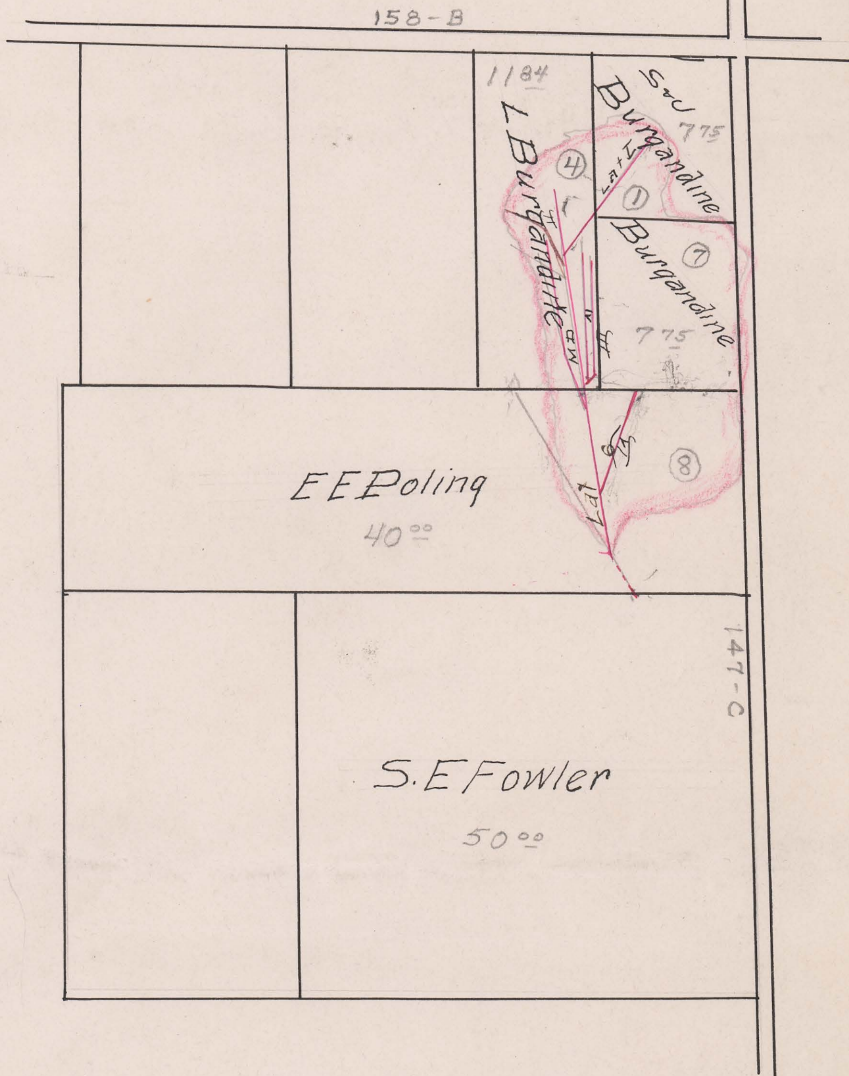 158-B
1184
S W
Burgandine
775
4
1
L Burgandine
Burgandine
7
775
8
E E Poling
40 00
Lat
147-C
S. E Fowler
50 00